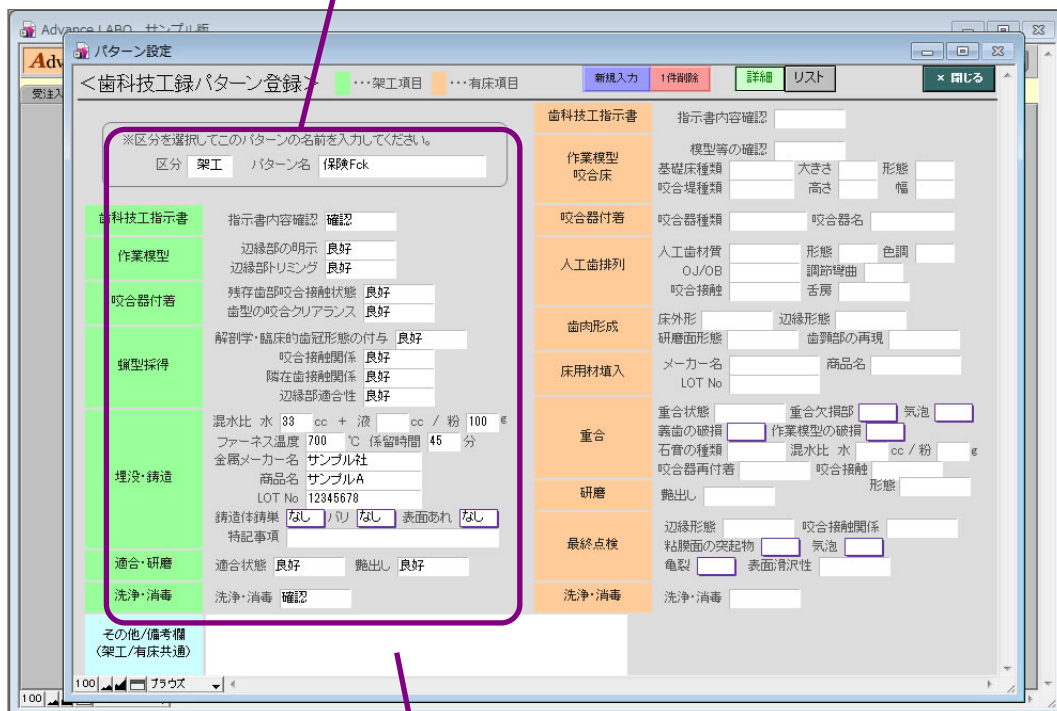 Advance LABO サンプル版
パターン設定
<歯科技工録パターン登録>
･･･架工項目 ･･･有床項目
新規入力 1件削除 詳細 リスト × 閉じる
※区分を選択してこのパターンの名前を入力してください。
区分 架工 パターン名 保険Fck
歯科技工指示書 指示書内容確認 確認
作業模型 辺縁部の明示 良好
辺縁部トリミング 良好
咬合器付着 残存歯部咬合接触状態 良好
歯型の咬合クリアランス 良好
蝋型採得 解剖学・臨床的歯冠形態の付与 良好
咬合接触関係 良好
隣在歯接触関係 良好
辺縁部適合性 良好
埋没・鋳造 混水比 水 33 cc + 液 cc / 粉 100 g
ファーネス温度 700 ℃ 係留時間 45 分
金属メーカー名 サンプル社
商品名 サンプルA
LOT No 12345678
鋳造体鋳巣 なし バリ なし 表面あれ なし
特記事項
適合・研磨 適合状態 良好 艶出し 良好
洗浄・消毒 洗浄・消毒 確認
その他/備考欄
(架工/有床共通)
歯科技工指示書 指示書内容確認
作業模型
咬合床
模型等の確認
基礎床種類 大きさ 形態
咬合堤種類 高さ 幅
咬合器付着 咬合器種類 咬合器名
人工歯排列 人工歯材質 形態 色調
OJ/OB 調節彎曲
咬合接触 舌房
歯肉形成 床外形 辺縁形態
研磨面形態 歯頸部の再現
床用材填入 メーカー名 商品名
LOT No
重合 重合状態 重合欠損部 気泡
義歯の破損 作業模型の破損
石膏の種類 混水比 水 cc / 粉 g
咬合器再付着 咬合接触
形態
研磨 艶出し
最終点検 辺縁形態 咬合接触関係
粘膜面の突起物 気泡
亀裂 表面滑沢性
洗浄・消毒 洗浄・消毒
100 ブラウズ
Adv
受注入
100